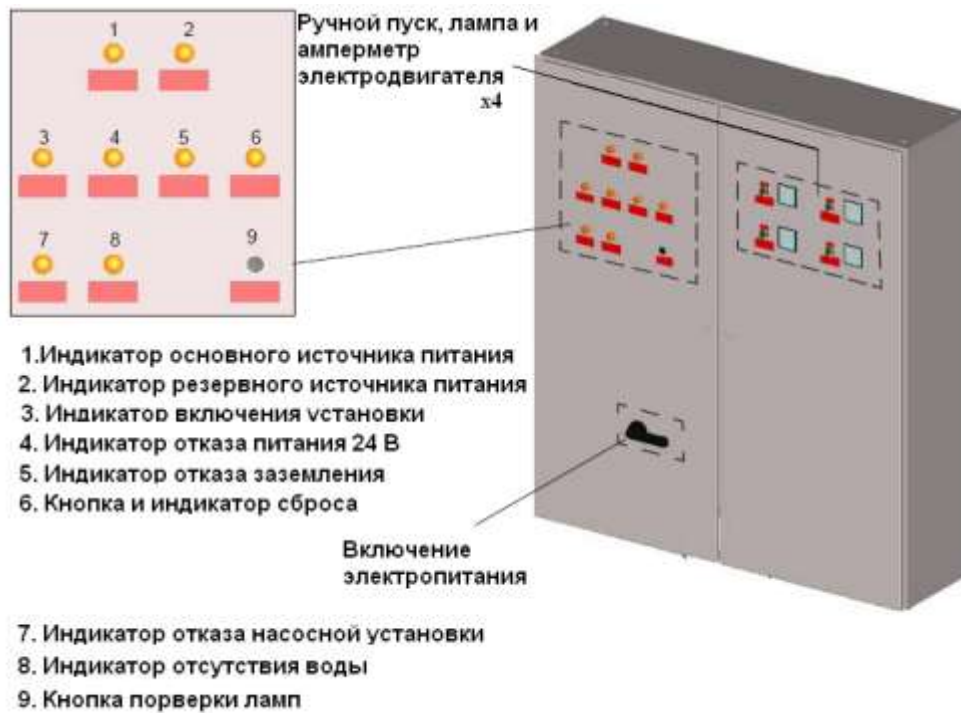 1
2
Ручной пуск, лампа и
амперметр
электродвигателя
x4
3
4
5
6
7
8
9
1.Индикатор основного источника питания
2. Индикатор резервного источника питания
3. Индикатор включения установки
4. Индикатор отказа питания 24 В
5. Индикатор отказа заземления
6. Кнопка и индикатор сброса
Включение
электропитания
7. Индикатор отказа насосной установки
8. Индикатор отсутствия воды
9. Кнопка порверки ламп